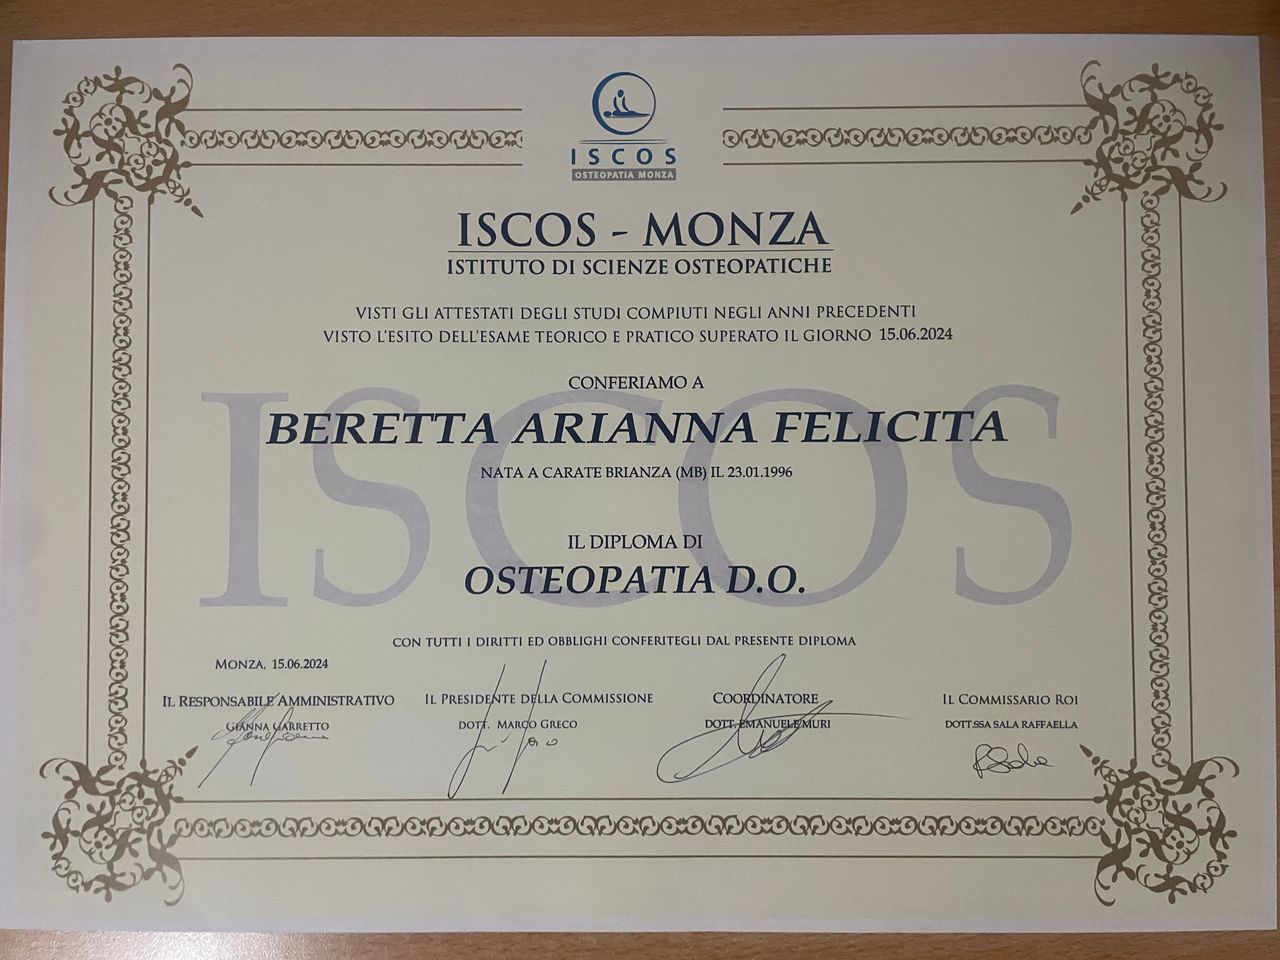 ISCOS
OSTEOPATIA MONZA
ISCOS - MONZA
ISTITUTO DI SCIENZE OSTEOPATICHE
VISTI GLI ATTESTATI DEGLI STUDI COMPIUTI NEGLI ANNI PRECEDENTI
VISTO L'ESITO DELL'ESAME TEORICO E PRATICO SUPERATO IL GIORNO 15.06.2024
CONFERIAMO A
ISCOS
BERETTA ARIANNA FELICITA
NATA A CARATE BRIANZA (MB) IL 23.01.1996
IL DIPLOMA DI
OSTEOPATIA D.O.
CON TUTTI I DIRITTI ED OBBLIGHI CONFERITEGLI DAL PRESENTE DIPLOMA
MONZA, 15.06.2024
IL RESPONSABILE AMMINISTRATIVO
GIANNA GARRETTO
IL PRESIDENTE DELLA COMMISSIONE
DOTT. MARCO GRECO
COORDINATORE
DOTT. EMANUELE MURI
IL COMMISSARIO ROI
DOTT.SSA SALA RAFFAELLA